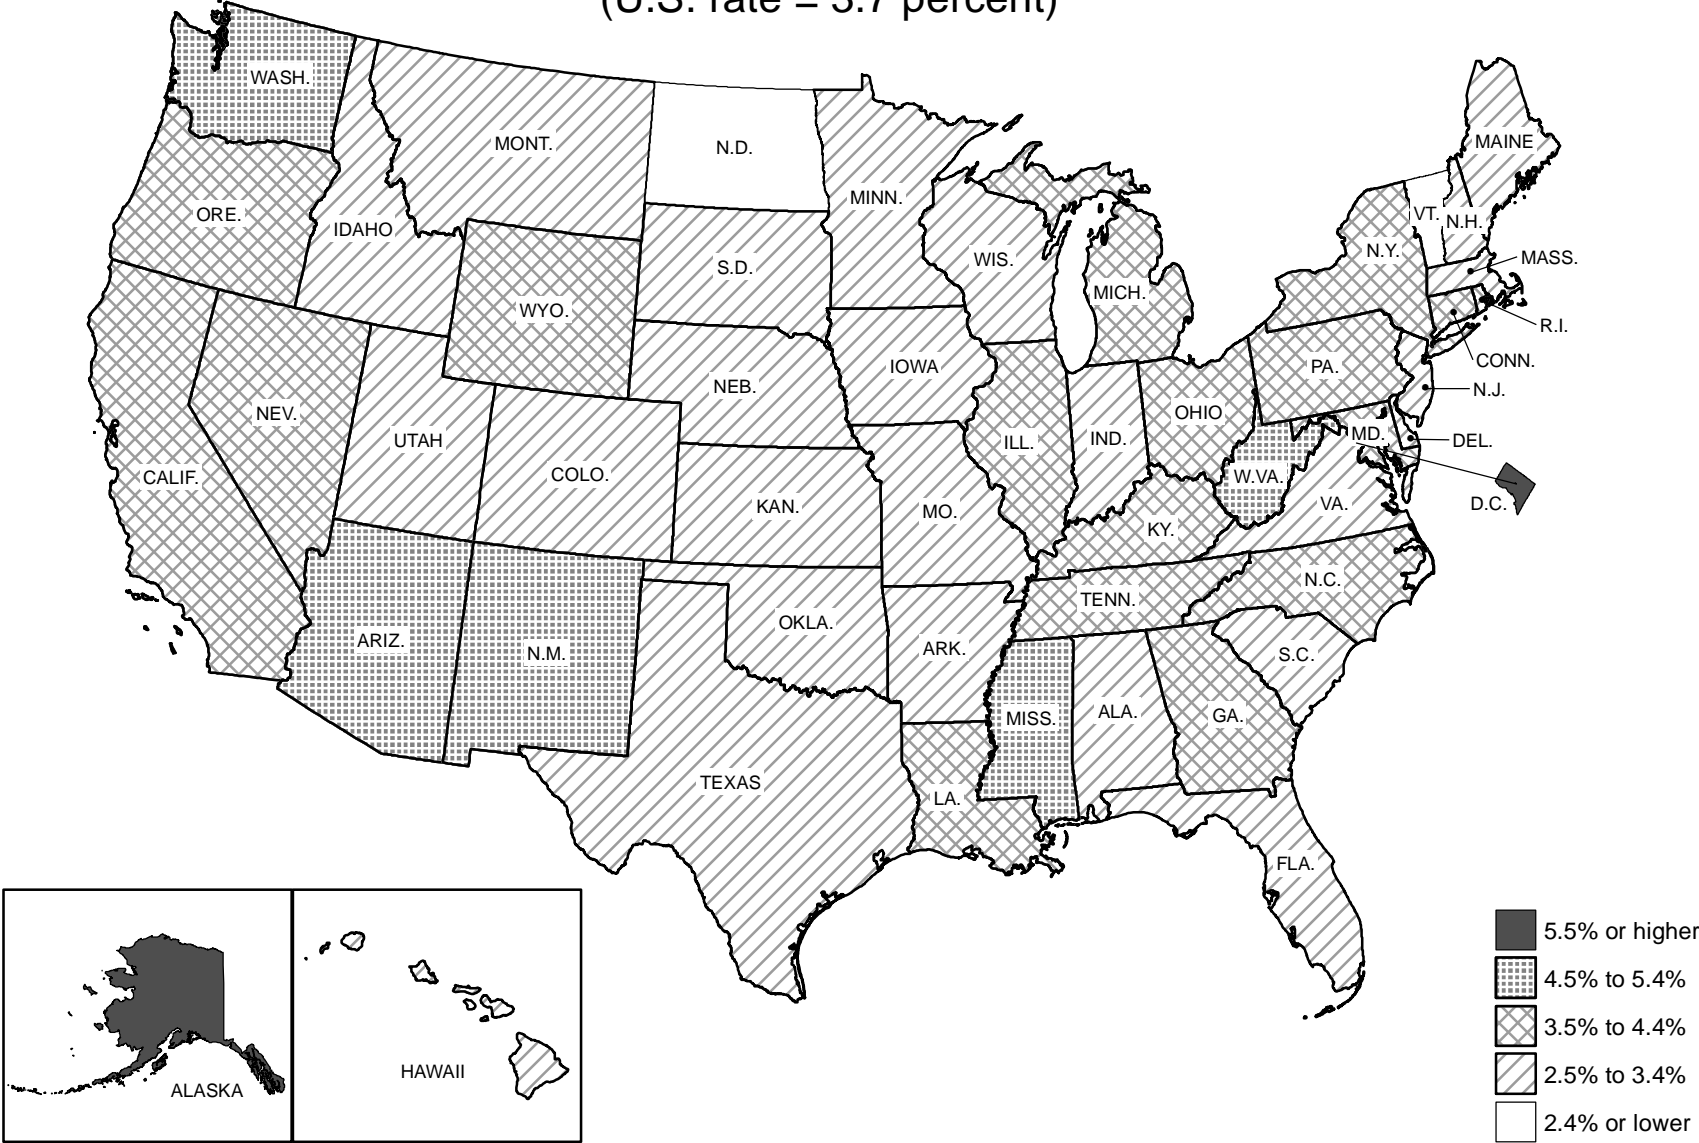 (U.S. rate = 3.7 percent)
WASH.
MONT.
N.D.
MINN.
MAINE
ORE.
IDAHO
VT.
N.H.
N.Y.
MASS.
S.D.
WIS.
MICH.
WYO.
R.I.
CONN.
IOWA
PA.
NEB.
N.J.
NEV.
OHIO
UTAH
ILL.
IND.
MD.
DEL.
CALIF.
COLO.
W.VA.
KAN.
MO.
VA.
D.C.
KY.
N.C.
TENN.
OKLA.
ARIZ.
N.M.
ARK.
S.C.
MISS.
ALA.
GA.
TEXAS
LA.
FLA.
HAWAII
ALASKA
5.5% or higher
4.5% to 5.4%
3.5% to 4.4%
2.5% to 3.4%
2.4% or lower